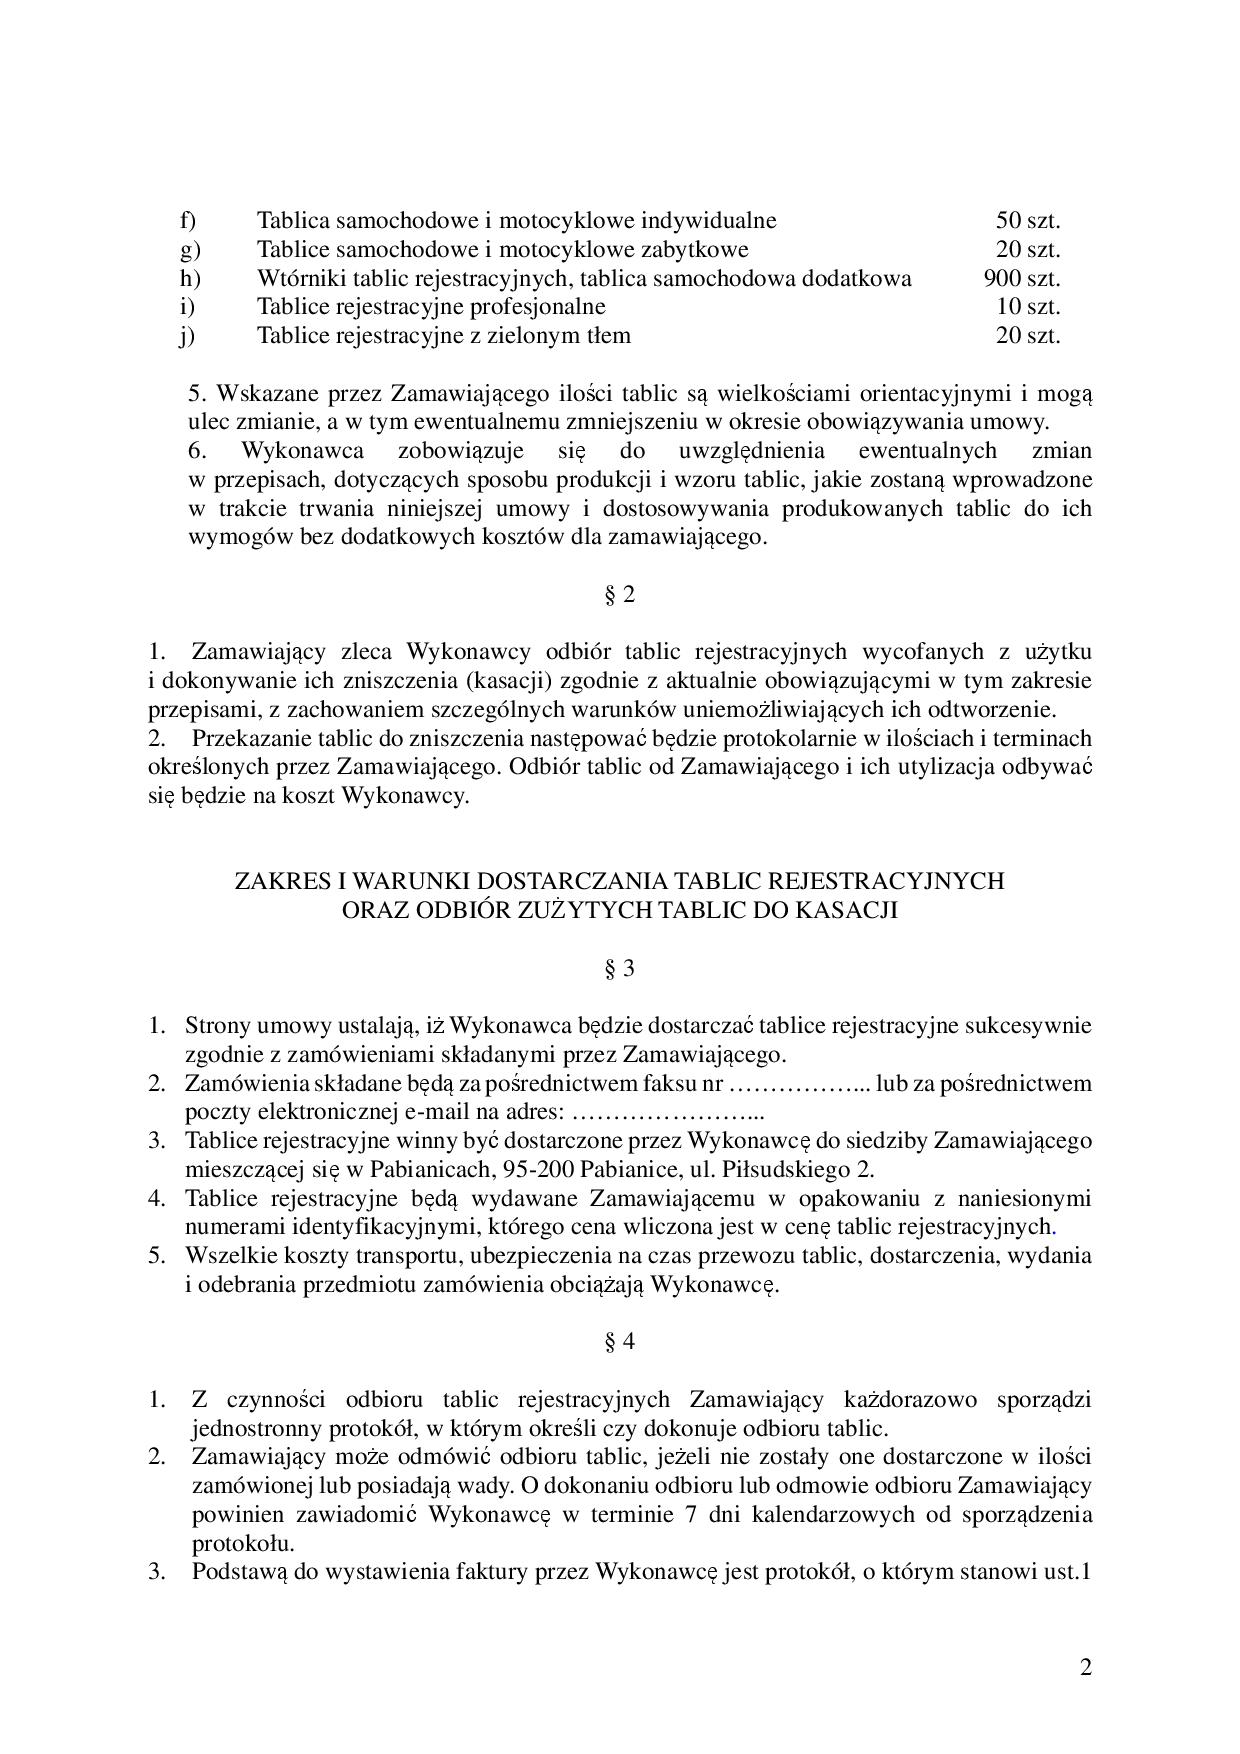 f) Tablica samochodowe i motocyklowe indywidualne 50 szt.
g) Tablice samochodowe i motocyklowe zabytkowe 20 szt.
h) Wtórniki tablic rejestracyjnych, tablica samochodowa dodatkowa 900 szt.
i) Tablice rejestracyjne profesjonalne 10 szt.
j) Tablice rejestracyjne z zielonym tłem 20 szt.
5. Wskazane przez Zamawiającego ilości tablic są wielkościami orientacyjnymi i mogą
ulec zmianie, a w tym ewentualnemu zmniejszeniu w okresie obowiązywania umowy.
6. Wykonawca zobowiązuje się do uwzględnienia ewentualnych zmian
w przepisach, dotyczących sposobu produkcji i wzoru tablic, jakie zostaną wprowadzone
w trakcie trwania niniejszej umowy i dostosowywania produkowanych tablic do ich
wymogów bez dodatkowych kosztów dla zamawiającego.
§ 2
1. Zamawiający zleca Wykonawcy odbiór tablic rejestracyjnych wycofanych z użytku
i dokonywanie ich zniszczenia (kasacji) zgodnie z aktualnie obowiązującymi w tym zakresie
przepisami, z zachowaniem szczególnych warunków uniemożliwiających ich odtworzenie.
2. Przekazanie tablic do zniszczenia następować będzie protokolarnie w ilościach i terminach
określonych przez Zamawiającego. Odbiór tablic od Zamawiającego i ich utylizacja odbywać
się będzie na koszt Wykonawcy.
ZAKRES I WARUNKI DOSTARCZANIA TABLIC REJESTRACYJNYCH
ORAZ ODBIÓR ZUŻYTYCH TABLIC DO KASACJI
§ 3
1. Strony umowy ustalają, iż Wykonawca będzie dostarczać tablice rejestracyjne sukcesywnie
zgodnie z zamówieniami składanymi przez Zamawiającego.
2. Zamówienia składane będą za pośrednictwem faksu nr …………….. lub za pośrednictwem
poczty elektronicznej e-mail na adres: …………………...
3. Tablice rejestracyjne winny być dostarczone przez Wykonawcę do siedziby Zamawiającego
mieszczącej się w Pabianicach, 95-200 Pabianice, ul. Piłsudskiego 2.
4. Tablice rejestracyjne będą wydawane Zamawiającemu w opakowaniu z naniesionymi
numerami identyfikacyjnymi, którego cena wliczona jest w cenę tablic rejestracyjnych.
5. Wszelkie koszty transportu, ubezpieczenia na czas przewozu tablic, dostarczenia, wydania
i odebrania przedmiotu zamówienia obciążają Wykonawcę.
§ 4
1. Z czynności odbioru tablic rejestracyjnych Zamawiający każdorazowo sporządzi
jednostronny protokół, w którym określi czy dokonuje odbioru tablic.
2. Zamawiający może odmówić odbioru tablic, jeżeli nie zostały one dostarczone w ilości
zamówionej lub posiadają wady. O dokonaniu odbioru lub odmowie odbioru Zamawiający
powinien zawiadomić Wykonawcę w terminie 7 dni kalendarzowych od sporządzenia
protokołu.
3. Podstawą do wystawienia faktury przez Wykonawcę jest protokół, o którym stanowi ust.1
2